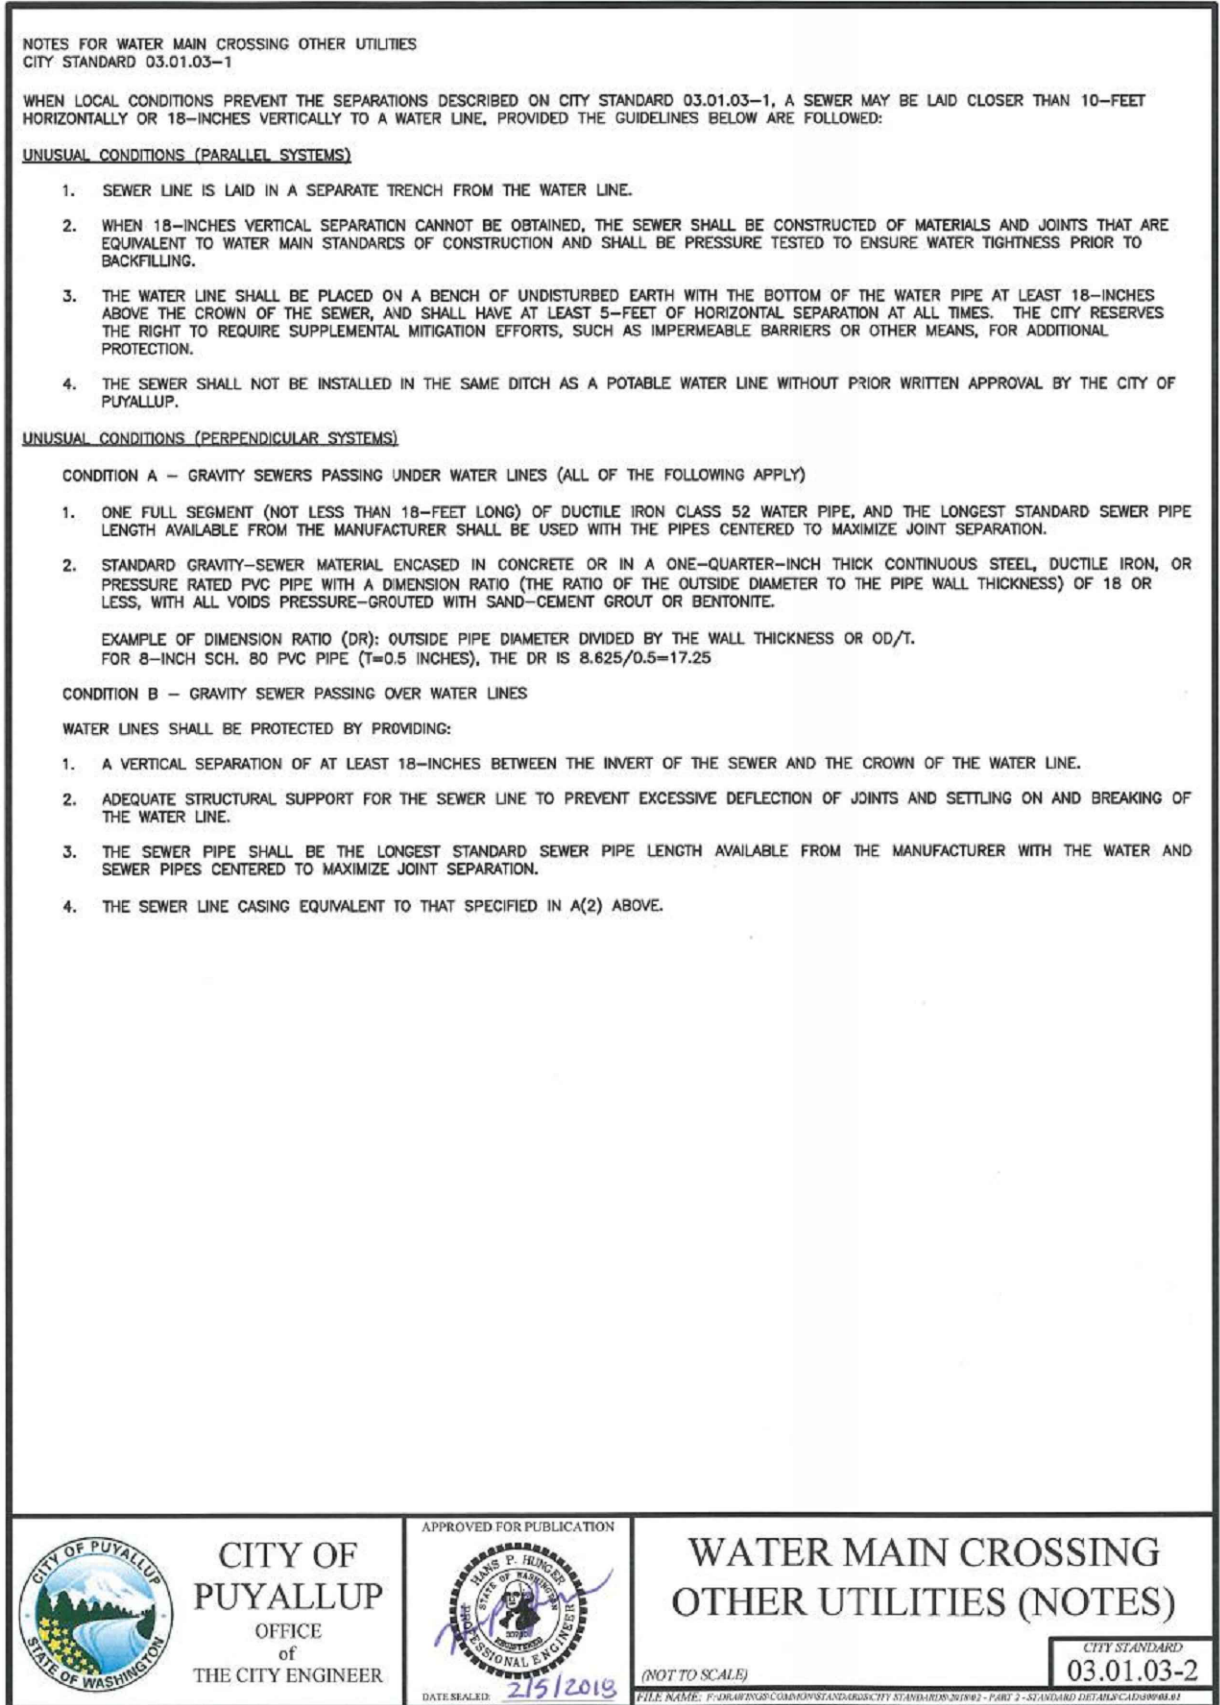 NOTES FOR WATER MAIN CROSSING OTHER UTILITIES
CITY STANDARD 03.01.03-1
WHEN LOCAL CONDITIONS PREVENT THE SEPARATIONS DESCRIBED ON CITY STANDARD 03.01.03-1, A SEWER MAY BE LAID CLOSER THAN 10-FEET
HORIZONTALLY OR 18-INCHES VERTICALLY TO A WATER LINE, PROVIDED THE GUIDELINES BELOW ARE FOLLOWED:
UNUSUAL CONDITIONS (PARALLEL SYSTEMS)
1. SEWER LINE IS LAID IN A SEPARATE TRENCH FROM THE WATER LINE.
2. WHEN 18-INCHES VERTICAL SEPARATION CANNOT BE OBTAINED, THE SEWER SHALL BE CONSTRUCTED OF MATERIALS AND JOINTS THAT ARE
EQUIVALENT TO WATER MAIN STANDARDS OF CONSTRUCTION AND SHALL BE PRESSURE TESTED TO ENSURE WATER TIGHTNESS PRIOR TO
BACKFILLING.
3. THE WATER LINE SHALL BE PLACED ON A BENCH OF UNDISTURBED EARTH WITH THE BOTTOM OF THE WATER PIPE AT LEAST 18-INCHES
ABOVE THE CROWN OF THE SEWER, AND SHALL HAVE AT LEAST 5-FEET OF HORIZONTAL SEPARATION AT ALL TIMES. THE CITY RESERVES
THE RIGHT TO REQUIRE SUPPLEMENTAL MITIGATION EFFORTS, SUCH AS IMPERMEABLE BARRIERS OR OTHER MEANS, FOR ADDITIONAL
PROTECTION.
4. THE SEWER SHALL NOT BE INSTALLED IN THE SAME DITCH AS A POTABLE WATER LINE WITHOUT PRIOR WRITTEN APPROVAL BY THE CITY OF
PUYALLUP.
UNUSUAL CONDITIONS (PERPENDICULAR SYSTEMS)
CONDITION A - GRAVITY SEWERS PASSING UNDER WATER LINES (ALL OF THE FOLLOWING APPLY)
1. ONE FULL SEGMENT (NOT LESS THAN 18-FEET LONG) OF DUCTILE IRON CLASS 52 WATER PIPE, AND THE LONGEST STANDARD SEWER PIPE
LENGTH AVAILABLE FROM THE MANUFACTURER SHALL BE USED WITH THE PIPES CENTERED TO MAXIMIZE JOINT SEPARATION.
2. STANDARD GRAVITY-SEWER MATERIAL ENCASED IN CONCRETE OR IN A ONE-QUARTER-INCH THICK CONTINUOUS STEEL, DUCTILE IRON, OR
PRESSURE RATED PVC PIPE WITH A DIMENSION RATIO (THE RATIO OF THE OUTSIDE DIAMETER TO THE PIPE WALL THICKNESS) OF 18 OR
LESS, WITH ALL VOIDS PRESSURE-GROUTED WITH SAND-CEMENT GROUT OR BENTONITE.
EXAMPLE OF DIMENSION RATIO (DR): OUTSIDE PIPE DIAMETER DIVIDED BY THE WALL THICKNESS OR OD/T.
FOR 8-INCH SCH. 80 PVC PIPE (T=0.5 INCHES), THE DR IS 8.625/0.5=17.25
CONDITION B - GRAVITY SEWER PASSING OVER WATER LINES
WATER LINES SHALL BE PROTECTED BY PROVIDING:
1. A VERTICAL SEPARATION OF AT LEAST 18-INCHES BETWEEN THE INVERT OF THE SEWER AND THE CROWN OF THE WATER LINE.
2. ADEQUATE STRUCTURAL SUPPORT FOR THE SEWER LINE TO PREVENT EXCESSIVE DEFLECTION OF JOINTS AND SETTLING ON AND BREAKING OF
THE WATER LINE.
3. THE SEWER PIPE SHALL BE THE LONGEST STANDARD SEWER PIPE LENGTH AVAILABLE FROM THE MANUFACTURER WITH THE WATER AND
SEWER PIPES CENTERED TO MAXIMIZE JOINT SEPARATION.
4. THE SEWER LINE CASING EQUIVALENT TO THAT SPECIFIED IN A(2) ABOVE.
CITY OF PUYALLUP
STATE OF WASHINGTON
CITY OF
PUYALLUP
OFFICE
of
THE CITY ENGINEER
APPROVED FOR PUBLICATION
HANS P. HUNGER
STATE OF WASHINGTON
REGISTERED
PROFESSIONAL ENGINEER
DATE SEALED: 2/5/2018
WATER MAIN CROSSING
OTHER UTILITIES (NOTES)
(NOT TO SCALE)
CITY STANDARD
03.01.03-2
FILE NAME: F:\DRAWINGS\COMMON\STANDARDS\CITY STANDARDS\